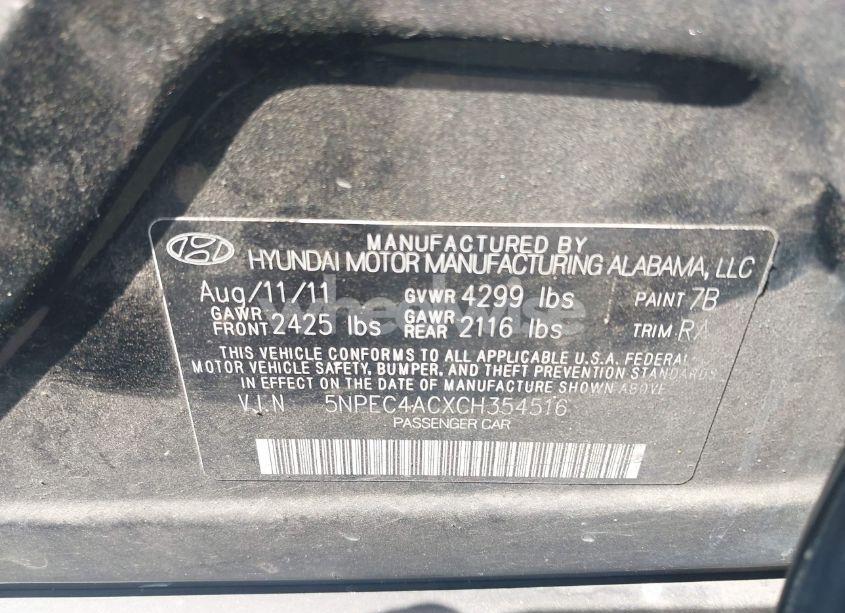 MANUFACTURED BY
HYUNDAI MOTOR MANUFACTURING ALABAMA, LLC
Aug/11/11 GVWR 4299 lbs PAINT 7B
GAWR FRONT 2425 lbs GAWR REAR 2116 lbs TRIM RA
THIS VEHICLE CONFORMS TO ALL APPLICABLE U.S.A. FEDERAL
MOTOR VEHICLE SAFETY, BUMPER, AND THEFT PREVENTION STANDARDS
IN EFFECT ON THE DATE OF MANUFACTURE SHOWN ABOVE
V.I.N 5NPEC4ACXCH354516
PASSENGER CAR